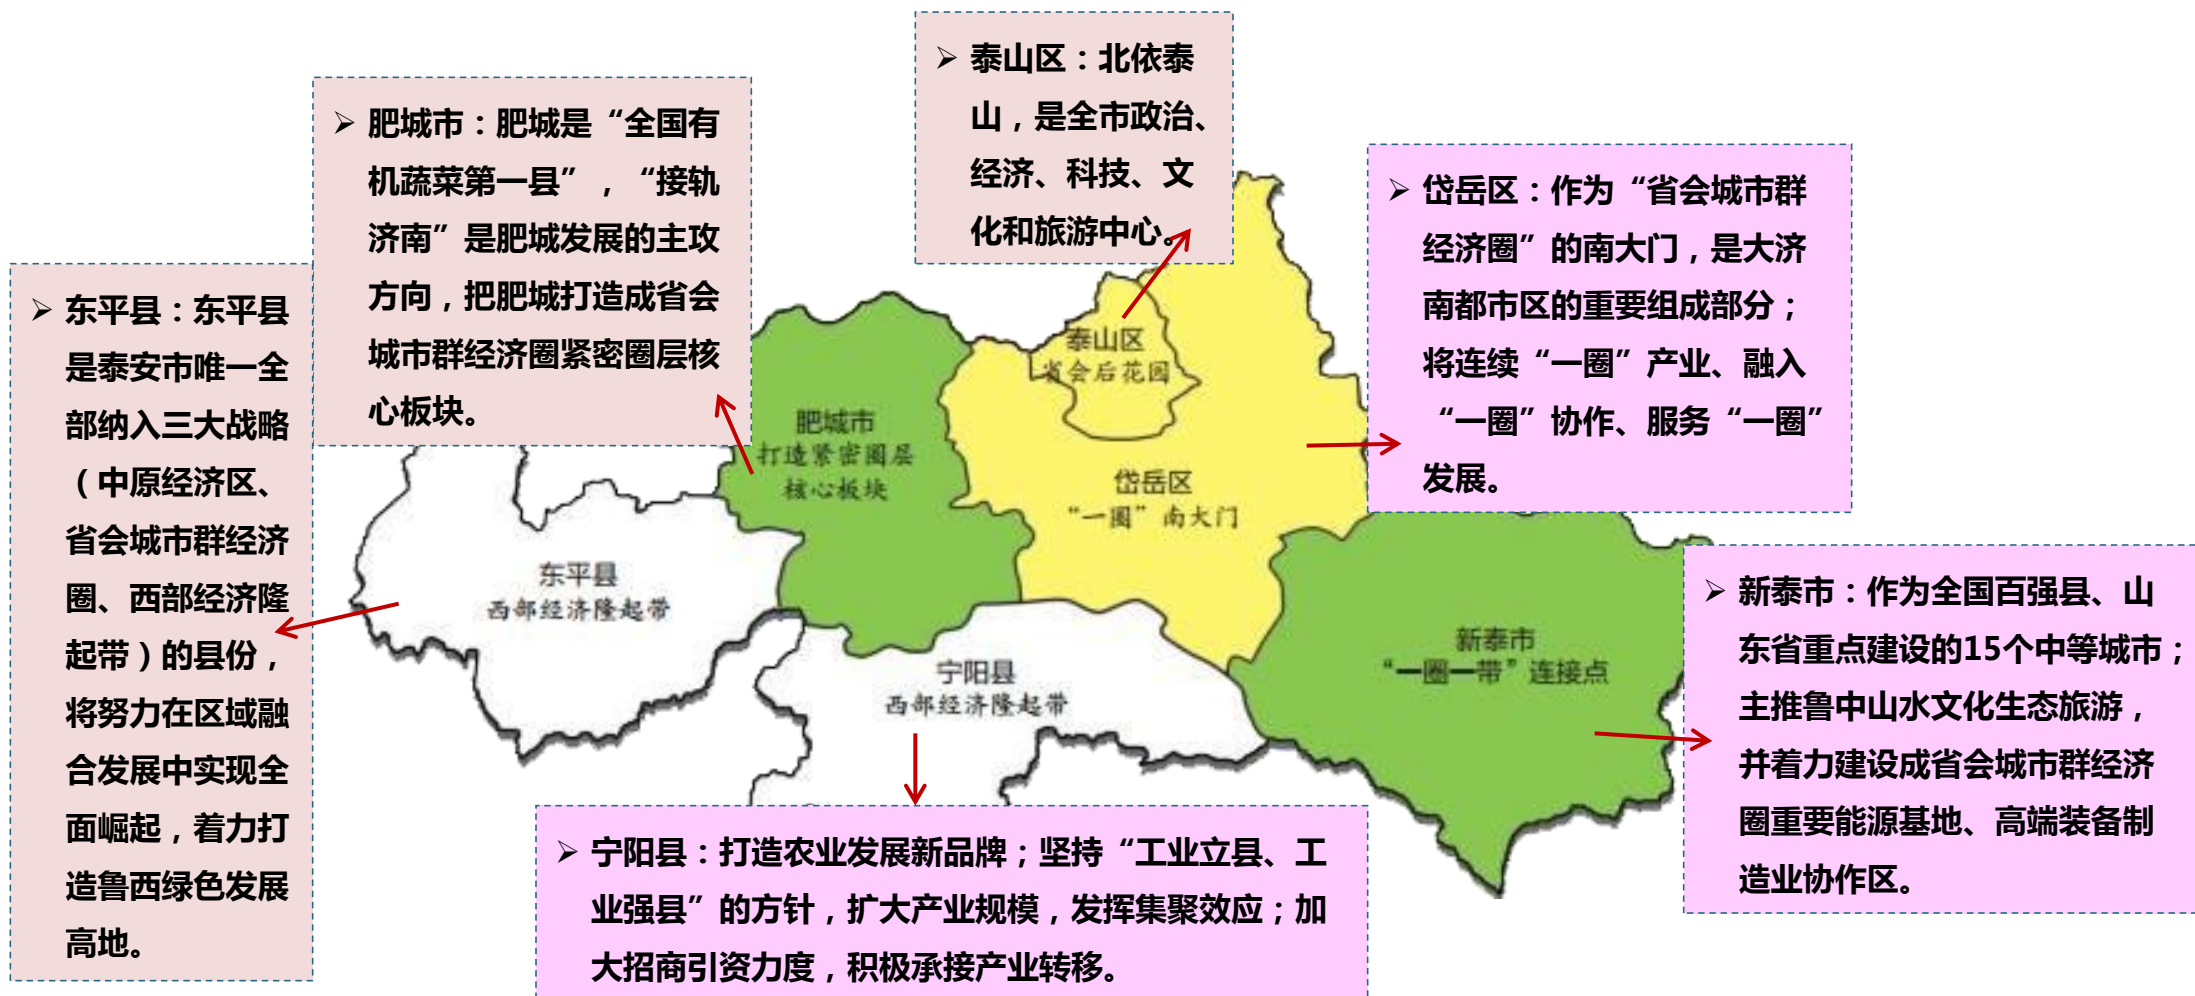 ➢ 泰山区：北依泰
山，是全市政治、
经济、科技、文
化和旅游中心。
➢ 肥城市：肥城是“全国有
机蔬菜第一县”，“接轨
济南”是肥城发展的主攻
方向，把肥城打造成省会
城市群经济圈紧密圈层核
心板块。
➢ 岱岳区：作为“省会城市群
经济圈”的南大门，是大济
南都市区的重要组成部分；
将连续“一圈”产业、融入
“一圈”协作、服务“一圈”
发展。
➢ 东平县：东平县
是泰安市唯一全
部纳入三大战略
（中原经济区、
省会城市群经济
圈、西部经济隆
起带）的县份，
将努力在区域融
合发展中实现全
面崛起，着力打
造鲁西绿色发展
高地。
泰山区
省会后花园
肥城市
打造紧密圈层
核心板块
岱岳区
“一圈”南大门
东平县
西部经济隆起带
宁阳县
西部经济隆起带
新泰市
“一圈一带”连接点
➢ 新泰市：作为全国百强县、山
东省重点建设的15个中等城市；
主推鲁中山水文化生态旅游，
并着力建设成省会城市群经济
圈重要能源基地、高端装备制
造业协作区。
➢ 宁阳县：打造农业发展新品牌；坚持“工业立县、工
业强县”的方针，扩大产业规模，发挥集聚效应；加
大招商引资力度，积极承接产业转移。